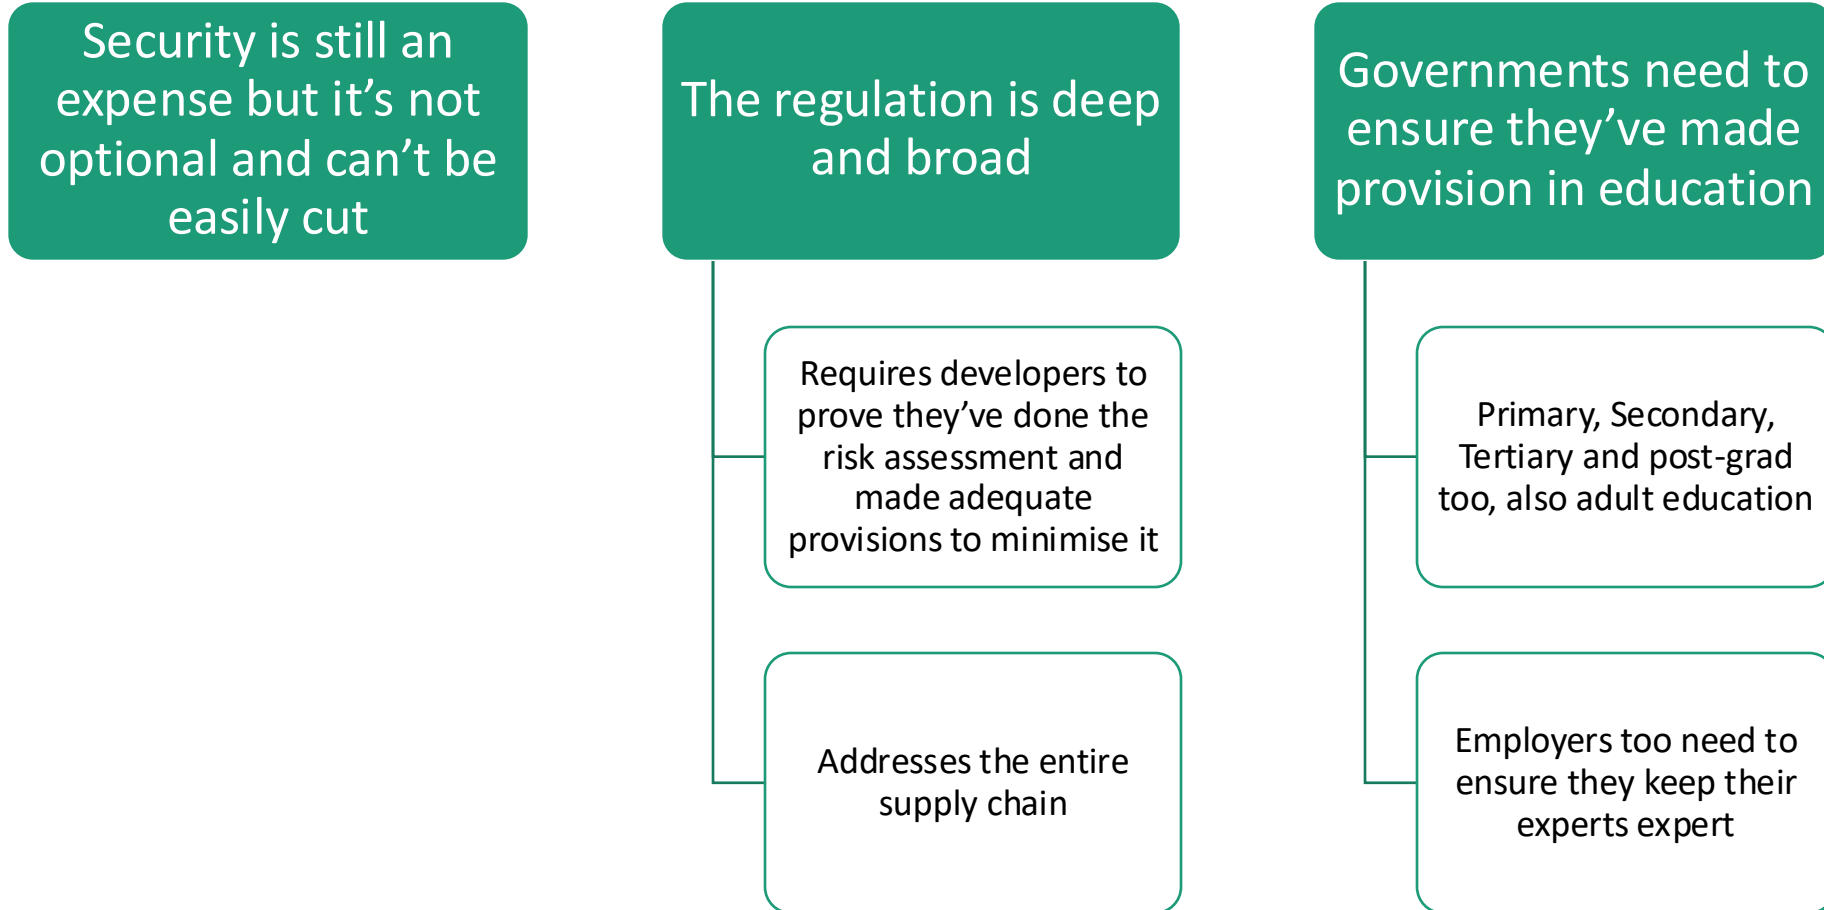 Security is still an
expense but it’s not
optional and can’t be
easily cut
The regulation is deep
and broad
Requires developers to
prove they’ve done the
risk assessment and
made adequate
provisions to minimise it
Addresses the entire
supply chain
Governments need to
ensure they’ve made
provision in education
Primary, Secondary,
Tertiary and post-grad
too, also adult education
Employers too need to
ensure they keep their
experts expert